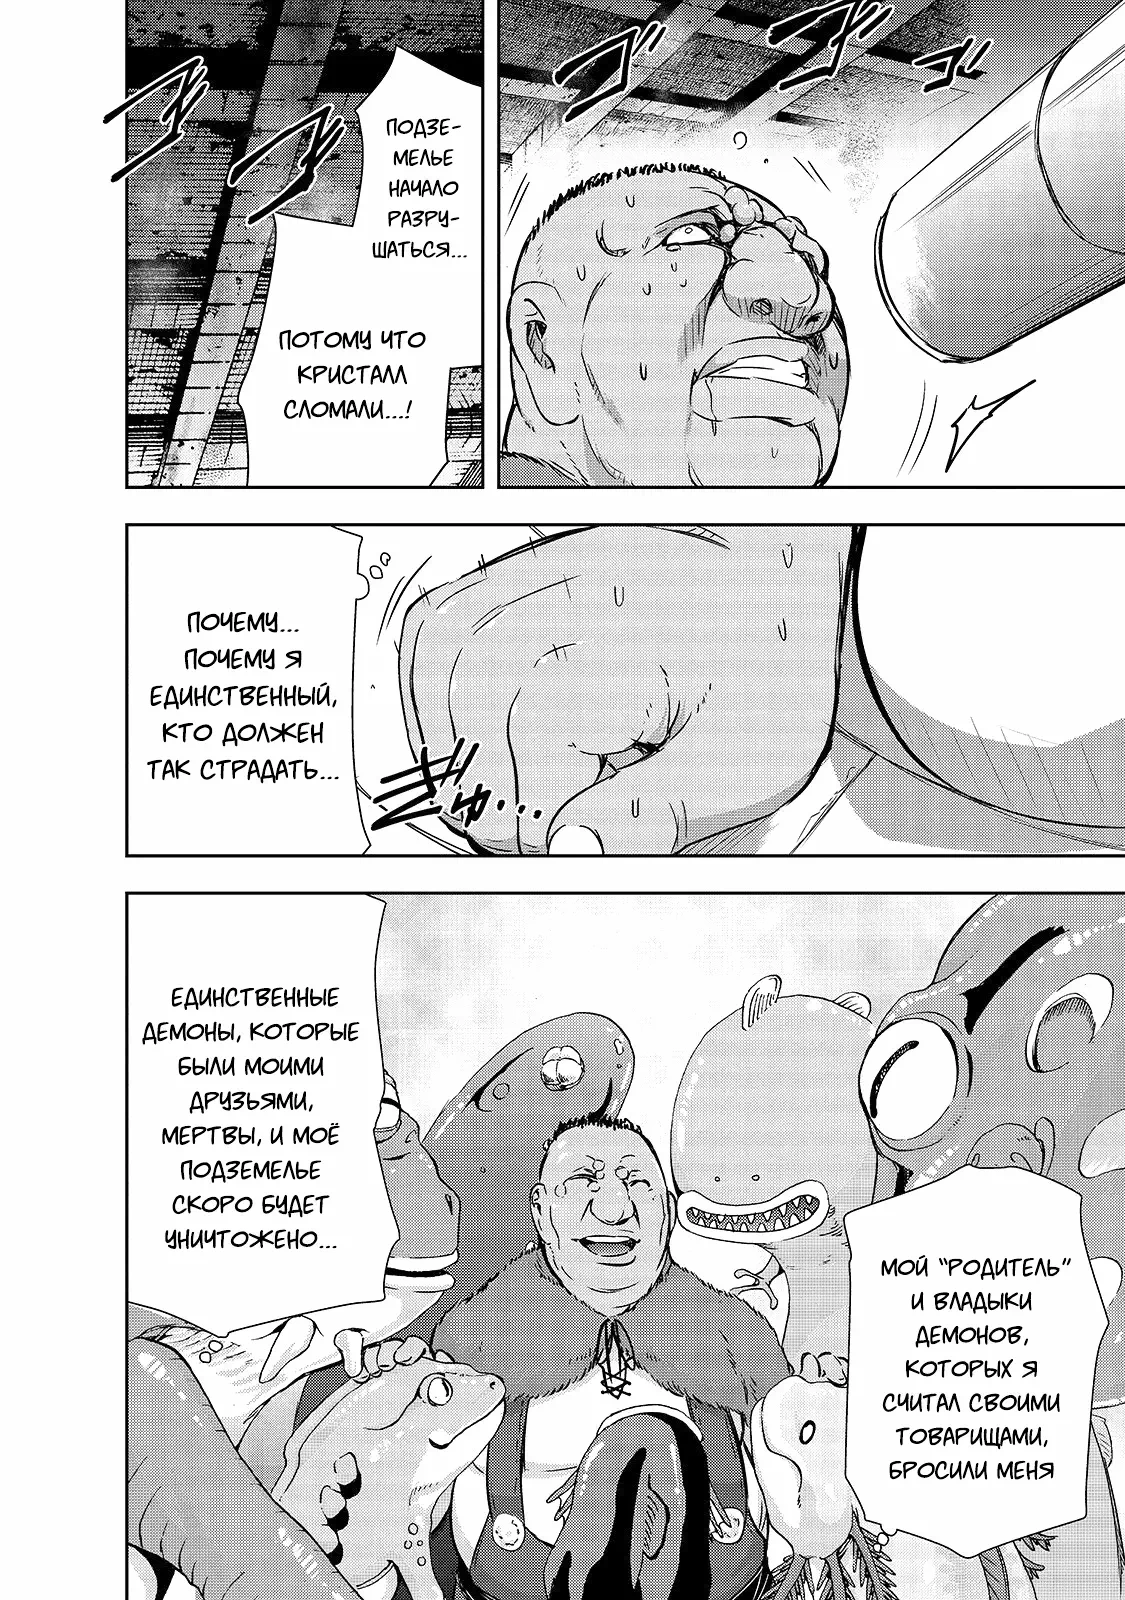 ПОДЗЕ-
МЕЛЬЕ
НАЧАЛО
РАЗРУ-
ШАТЬСЯ...
ПОТОМУ ЧТО
КРИСТАЛЛ
СЛОМАЛИ...!
ПОЧЕМУ...
ПОЧЕМУ Я
ЕДИНСТВЕННЫЙ,
КТО ДОЛЖЕН
ТАК СТРАДАТЬ...
ギュ...
МОЙ “РОДИТЕЛЬ”
И ВЛАДЫКИ
ДЕМОНОВ,
КОТОРЫХ Я
СЧИТАЛ СВОИМИ
ТОВАРИЩАМИ,
БРОСИЛИ МЕНЯ
ЕДИНСТВЕННЫЕ
ДЕМОНЫ, КОТОРЫЕ
БЫЛИ МОИМИ
ДРУЗЬЯМИ,
МЕРТВЫ, И МОЁ
ПОДЗЕМЕЛЬЕ
СКОРО БУДЕТ
УНИЧТОЖЕНО...